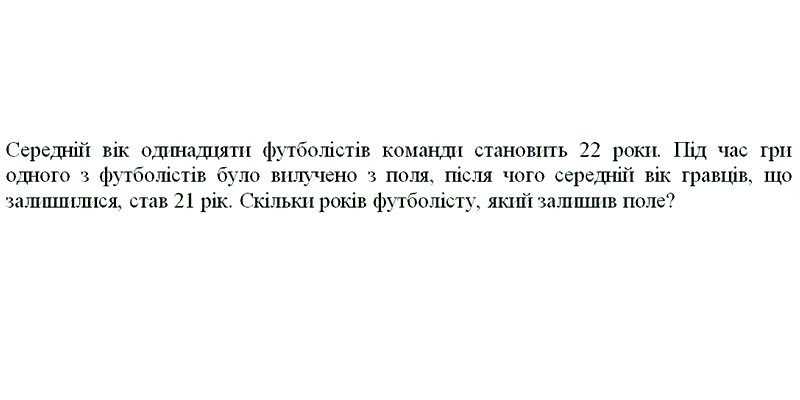 Середній вік одинадцяти футболістів команди становить 22 роки. Під час гри
одного з футболістів було вилучено з поля, після чого середній вік гравців, що
залишилися, став 21 рік. Скільки років футболісту, який залишив поле?